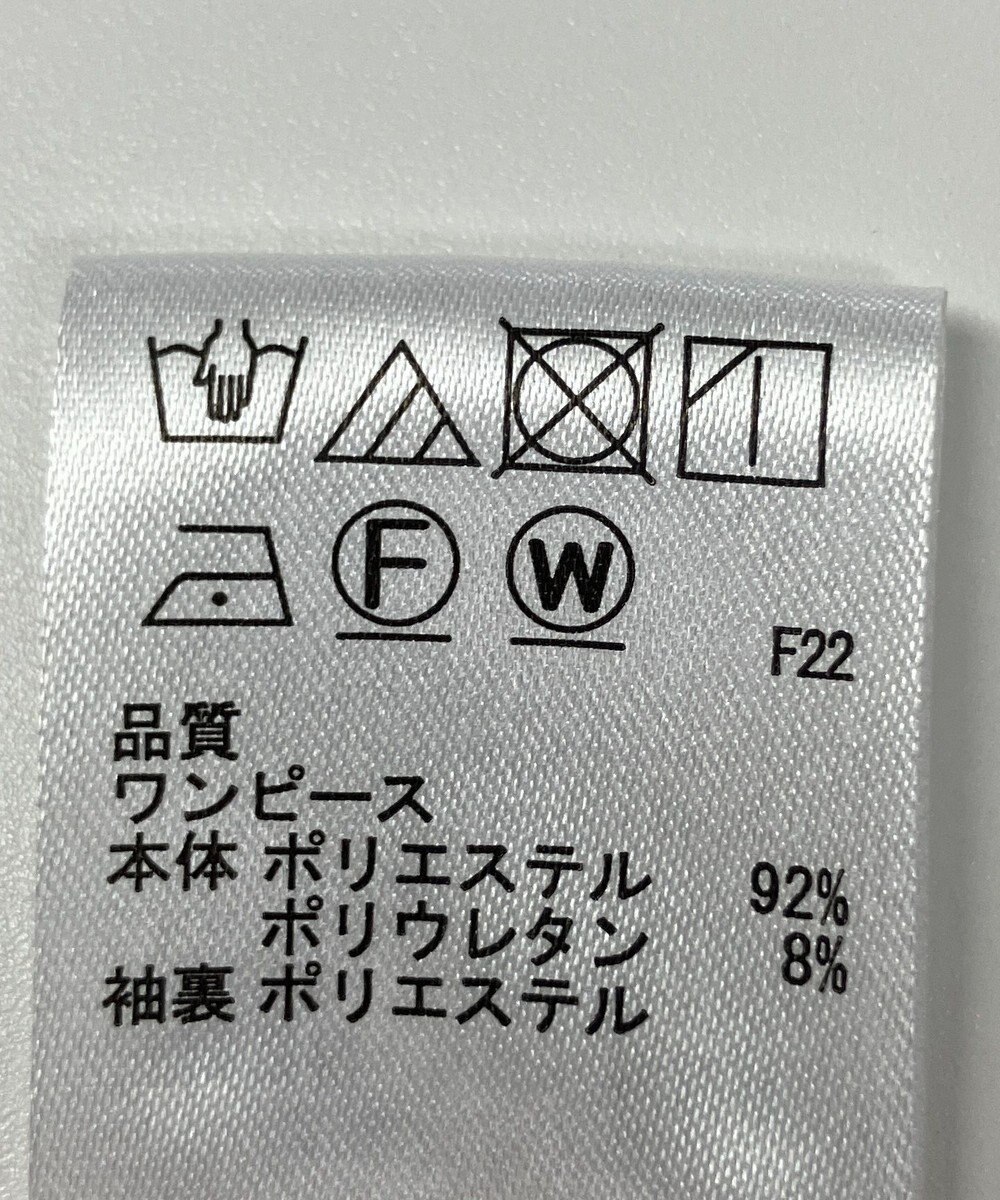 F W
F22
品質
ワンピース
本体 ポリエステル 92%
ポリウレタン 8%
袖裏 ポリエステル